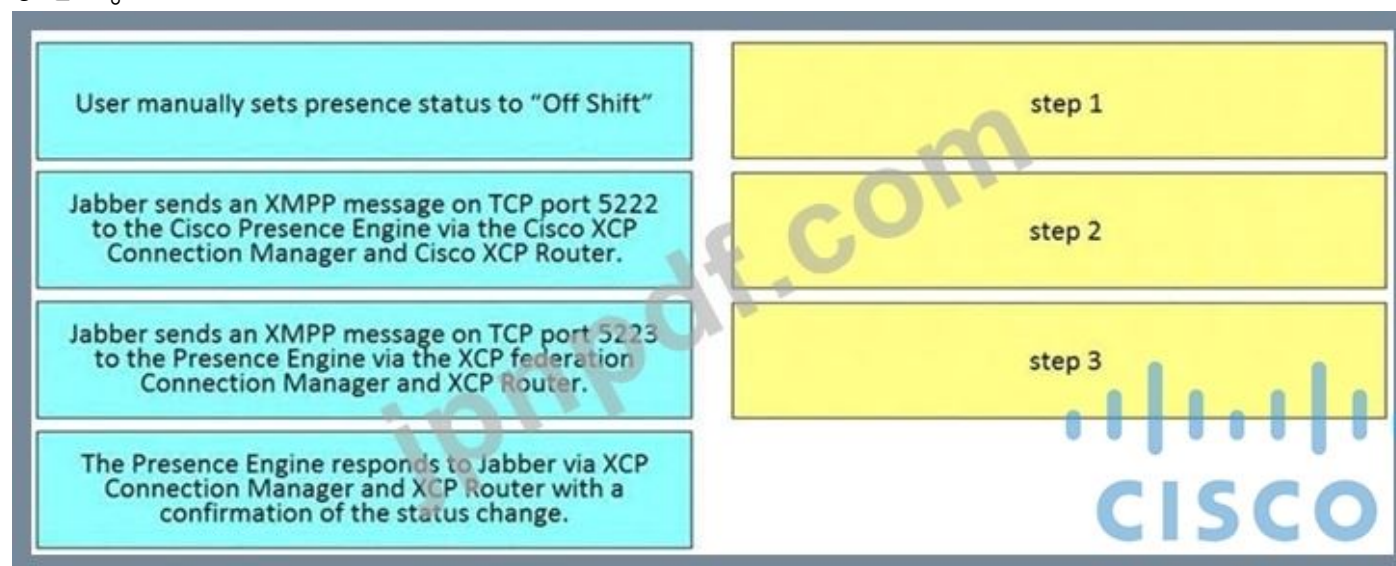 User manually sets presence status to “Off Shift”
step 1
Jabber sends an XMPP message on TCP port 5222
to the Cisco Presence Engine via the Cisco XCP
Connection Manager and Cisco XCP Router.
step 2
Jabber sends an XMPP message on TCP port 5223
to the Presence Engine via the XCP federation
Connection Manager and XCP Router.
step 3
The Presence Engine responds to Jabber via XCP
Connection Manager and XCP Router with a
confirmation of the status change.
jpnpdf.com
CISCO